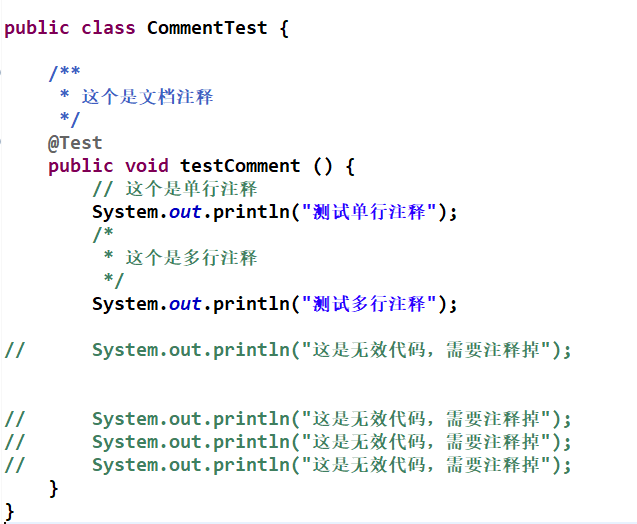 public class CommentTest {
/**
* 这个是文档注释
*/
@Test
public void testComment () {
// 这个是单行注释
System.out.println("测试单行注释");
/*
* 这个是多行注释
*/
System.out.println("测试多行注释");
// System.out.println("这是无效代码，需要注释掉");
// System.out.println("这是无效代码，需要注释掉");
// System.out.println("这是无效代码，需要注释掉");
// System.out.println("这是无效代码，需要注释掉");
}
}